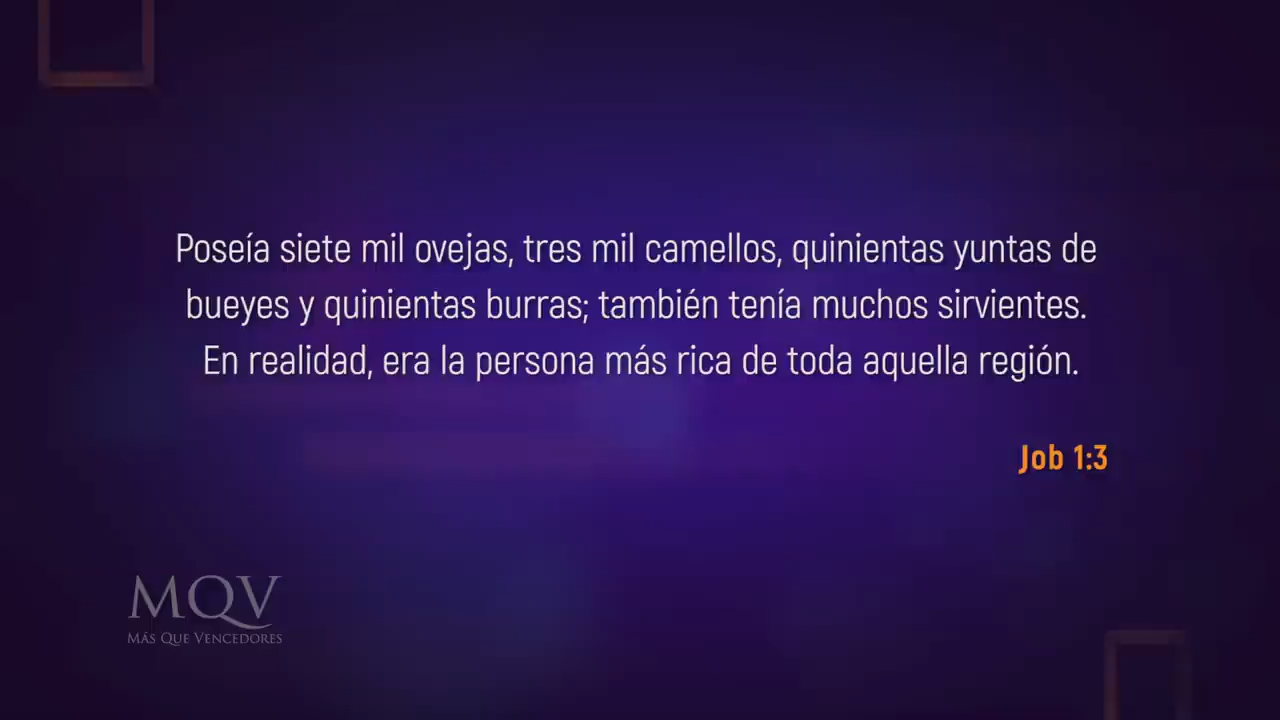 Poseía siete mil ovejas, tres mil camellos, quinientas yuntas de
bueyes y quinientas burras; también tenía muchos sirvientes.
En realidad, era la persona más rica de toda aquella región.
Job 1:3
MQV
MÁS QUE VENCEDORES